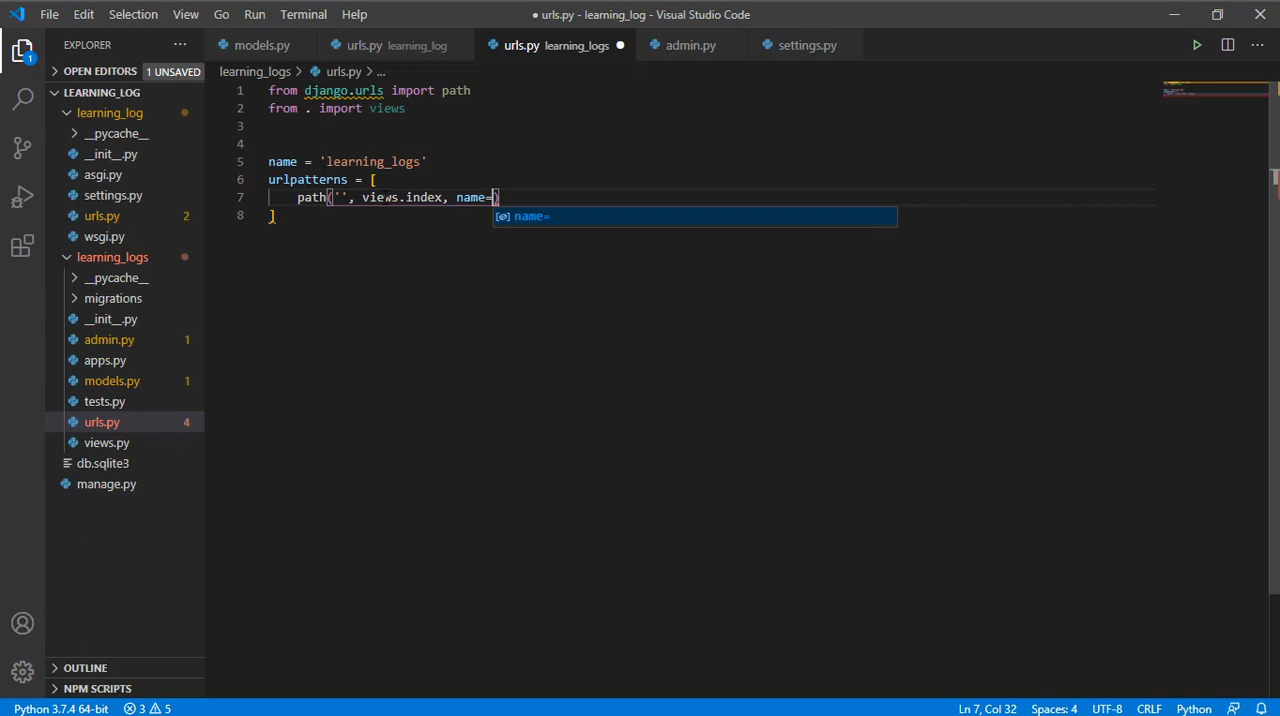 File Edit Selection View Go Run Terminal Help
● urls.py - learning_log - Visual Studio Code
EXPLORER
models.py
urls.py learning_log
urls.py learning_logs
admin.py
settings.py
OPEN EDITORS 1 UNSAVED
learning_logs > urls.py > ...
LEARNING_LOG
learning_log
__pycache__
__init__.py
asgi.py
settings.py
urls.py 2
wsgi.py
learning_logs
__pycache__
migrations
__init__.py
admin.py 1
apps.py
models.py 1
tests.py
urls.py 4
views.py
db.sqlite3
manage.py
1 from django.urls import path
2 from . import views
3
4
5 name = 'learning_logs'
6 urlpatterns = [
7 path('', views.index, name=)
8 ]
name=
1
OUTLINE
NPM SCRIPTS
Python 3.7.4 64-bit 3 5 Ln 7, Col 32 Spaces: 4 UTF-8 CRLF Python